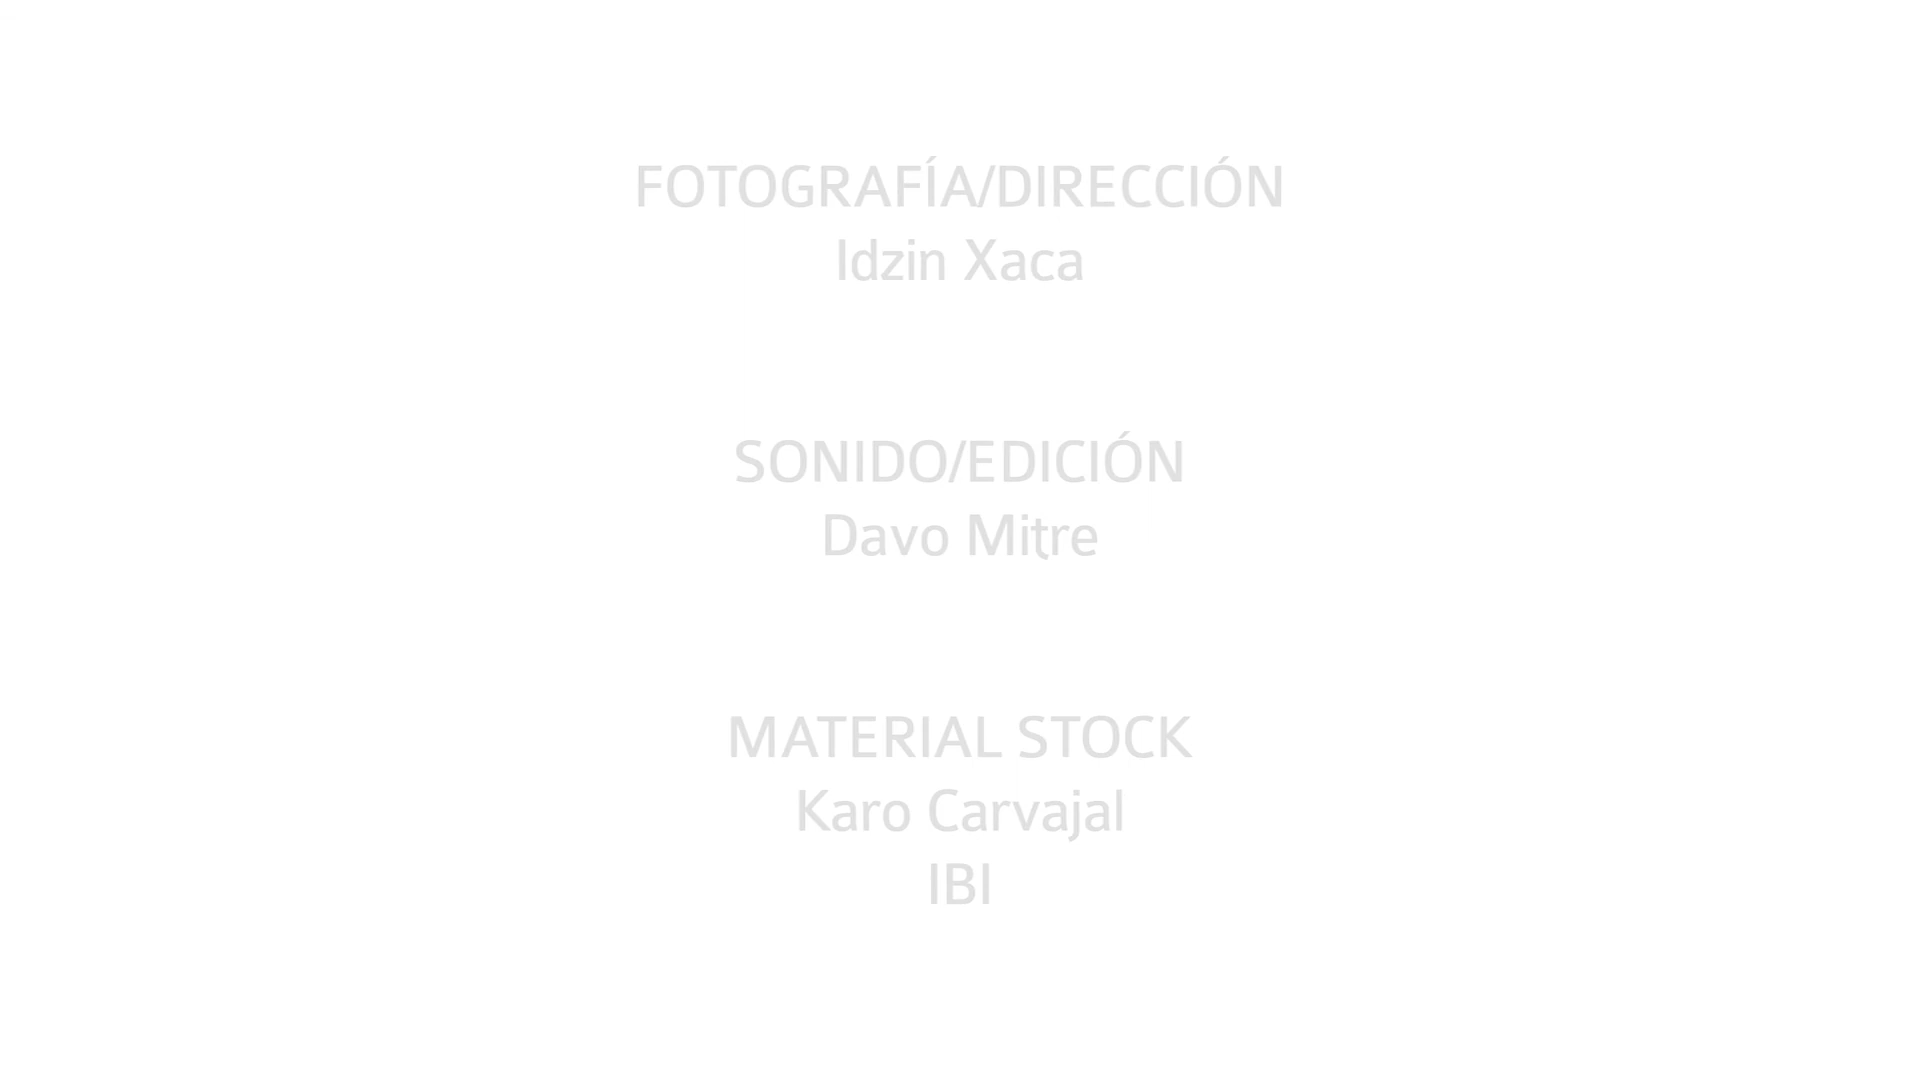 FOTOGRAFÍA/DIRECCIÓN
Idzin Xaca
SONIDO/EDICIÓN
Davo Mitre
MATERIAL STOCK
Karo Carvajal
IBI